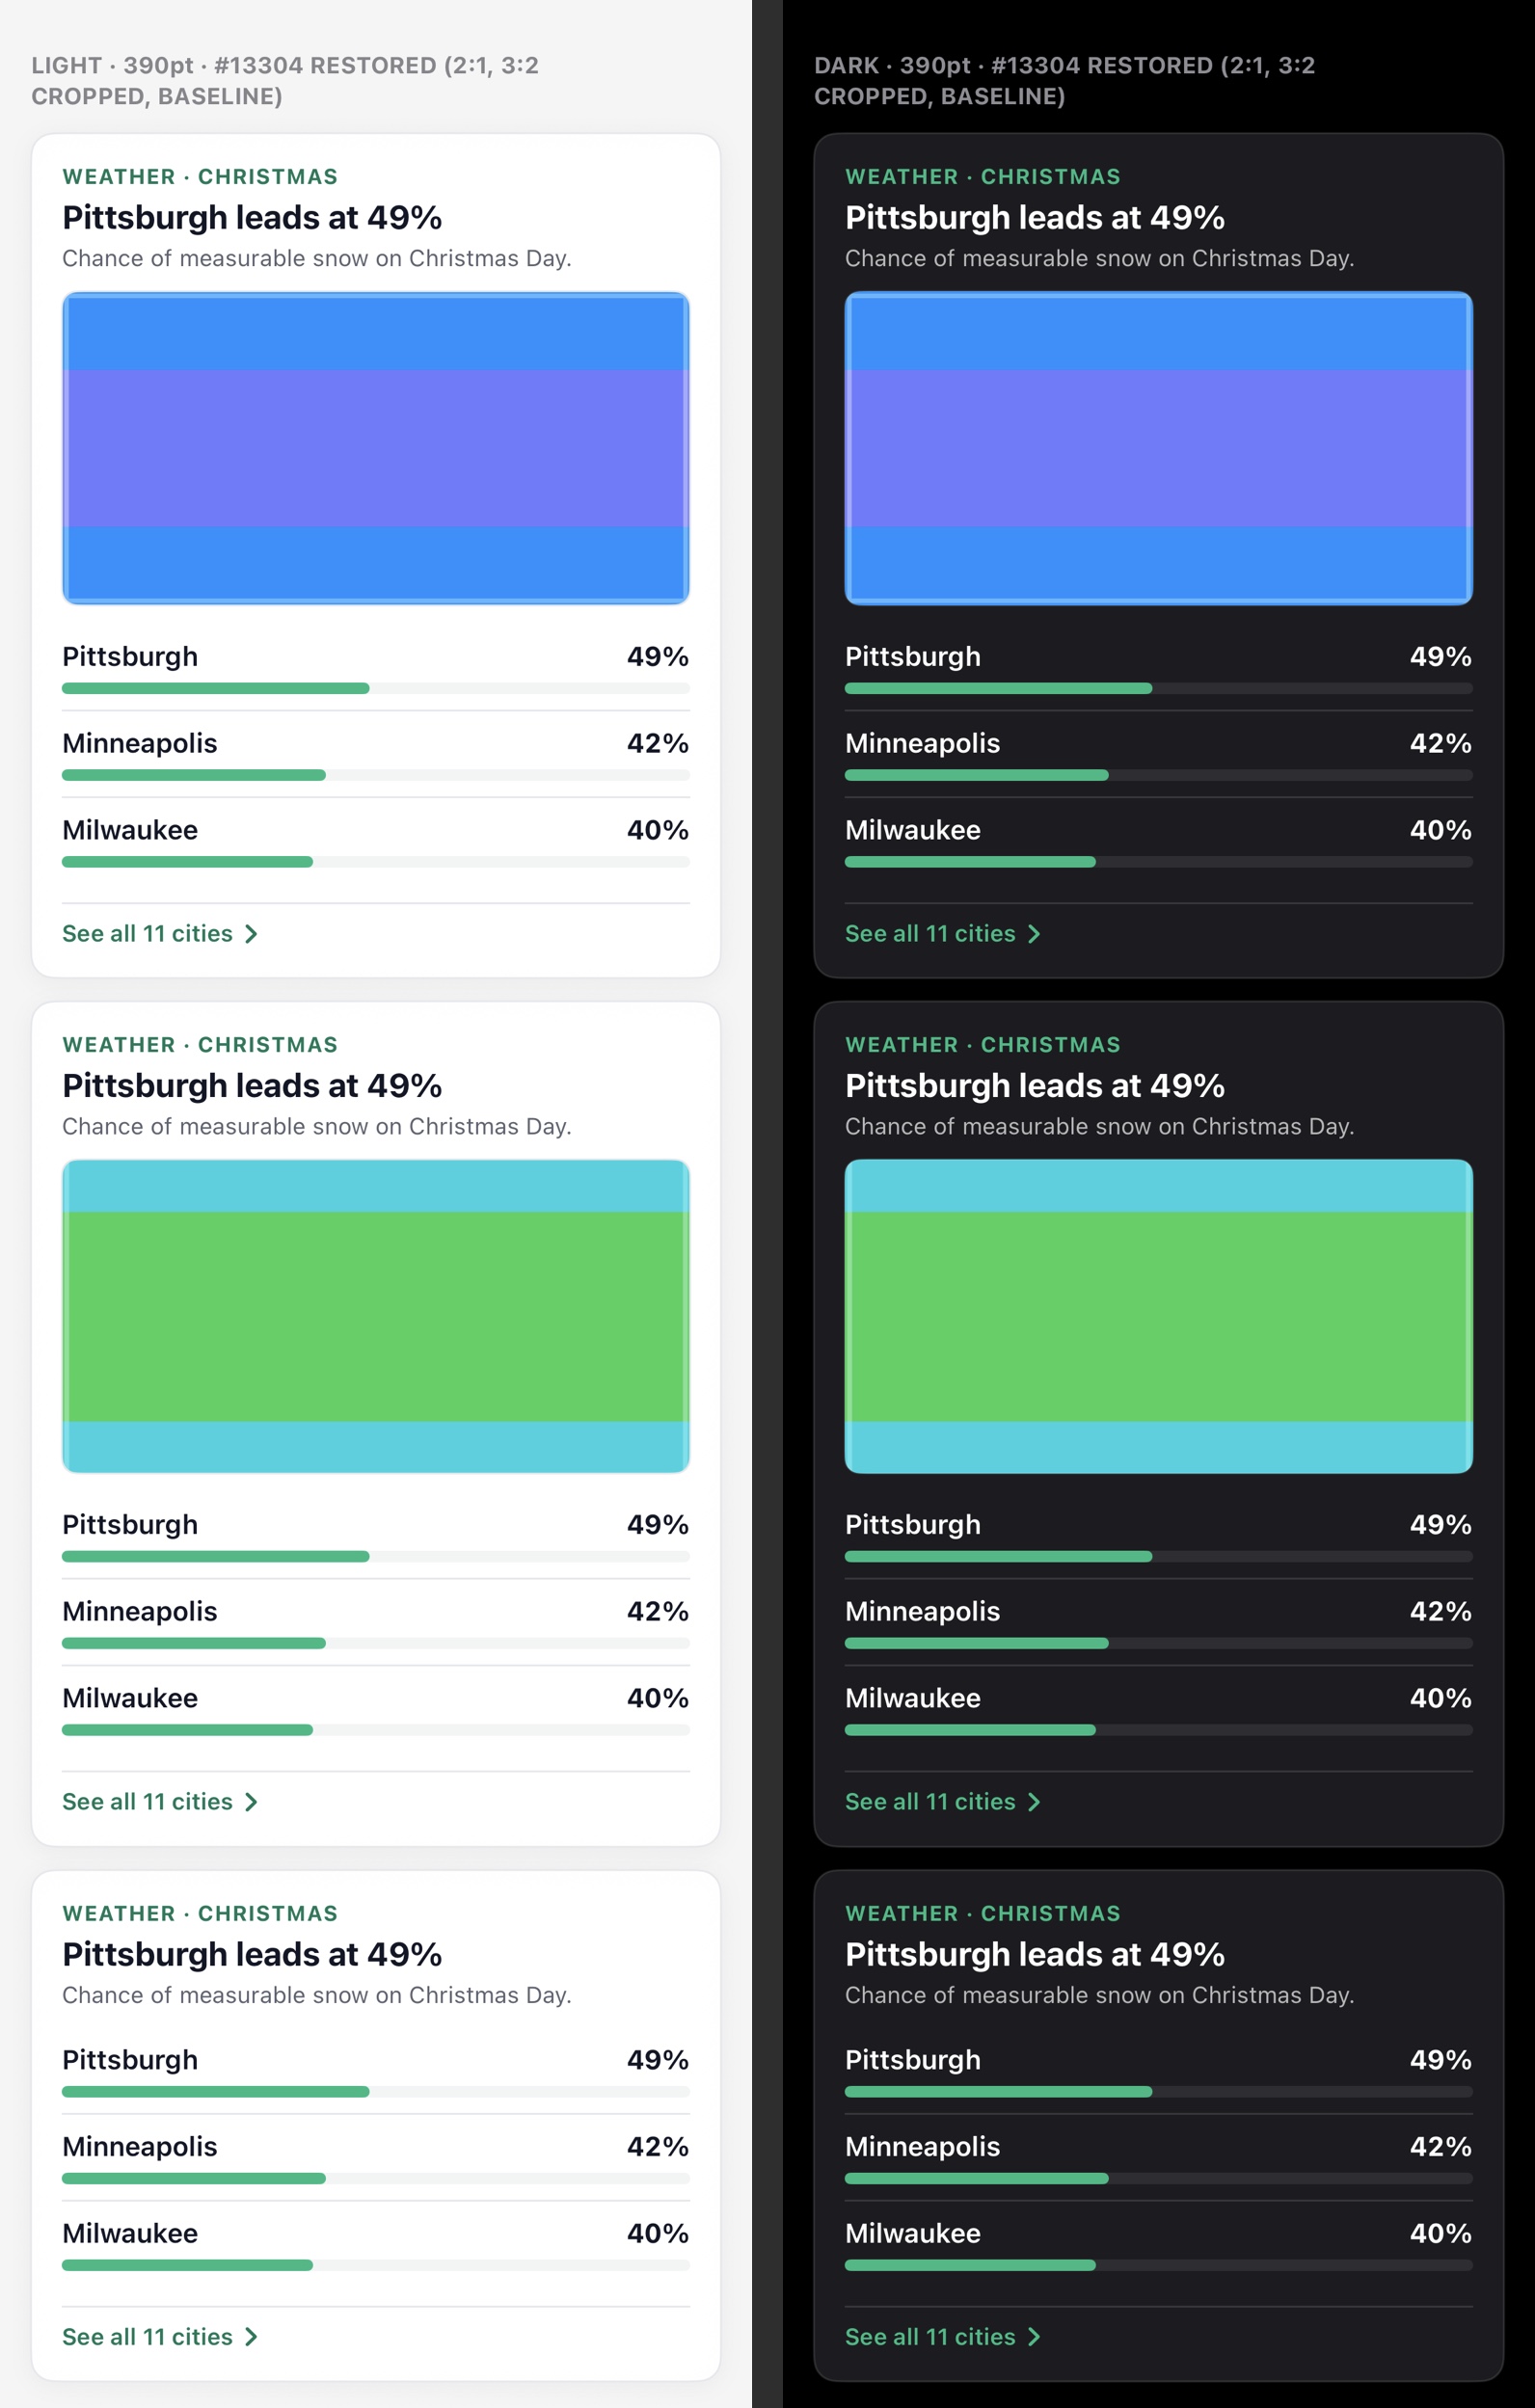 LIGHT · 390pt · #13304 RESTORED (2:1, 3:2
CROPPED, BASELINE)
WEATHER · CHRISTMAS
Pittsburgh leads at 49%
Chance of measurable snow on Christmas Day.
Pittsburgh 49%
Minneapolis 42%
Milwaukee 40%
See all 11 cities
WEATHER · CHRISTMAS
Pittsburgh leads at 49%
Chance of measurable snow on Christmas Day.
Pittsburgh 49%
Minneapolis 42%
Milwaukee 40%
See all 11 cities
WEATHER · CHRISTMAS
Pittsburgh leads at 49%
Chance of measurable snow on Christmas Day.
Pittsburgh 49%
Minneapolis 42%
Milwaukee 40%
See all 11 cities
DARK · 390pt · #13304 RESTORED (2:1, 3:2
CROPPED, BASELINE)
WEATHER · CHRISTMAS
Pittsburgh leads at 49%
Chance of measurable snow on Christmas Day.
Pittsburgh 49%
Minneapolis 42%
Milwaukee 40%
See all 11 cities
WEATHER · CHRISTMAS
Pittsburgh leads at 49%
Chance of measurable snow on Christmas Day.
Pittsburgh 49%
Minneapolis 42%
Milwaukee 40%
See all 11 cities
WEATHER · CHRISTMAS
Pittsburgh leads at 49%
Chance of measurable snow on Christmas Day.
Pittsburgh 49%
Minneapolis 42%
Milwaukee 40%
See all 11 cities